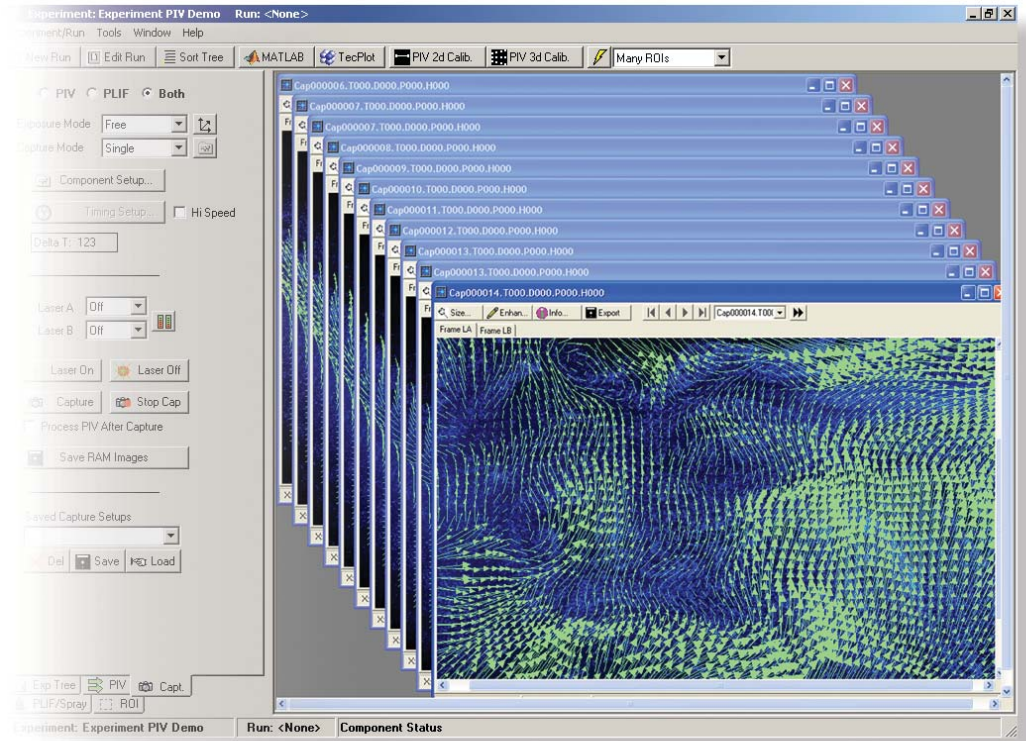 Experiment: Experiment PIV Demo Run: <None>
Experiment/Run Tools Window Help
New Run Edit Run Sort Tree MATLAB TecPlot PIV 2d Calib. PIV 3d Calib. Many ROIs
PIV PLIF Both
Exposure Mode Free
Capture Mode Single
Component Setup...
Timing Setup... Hi Speed
Delta T: 123
Laser A Off
Laser B Off
Laser On Laser Off
Capture Stop Cap
Process PIV After Capture
Save RAM Images
Saved Capture Setups
Del Save Load
Exp Tree PIV Capt.
PLIF/Spray ROI
Cap000006.T000.D000.P000.H000
Cap000007.T000.D000.P000.H000
Cap000007.T000.D000.P000.H000
Cap000008.T000.D000.P000.H000
Cap000009.T000.D000.P000.H000
Cap000010.T000.D000.P000.H000
Cap000011.T000.D000.P000.H000
Cap000012.T000.D000.P000.H000
Cap000013.T000.D000.P000.H000
Cap000013.T000.D000.P000.H000
Cap000014.T000.D000.P000.H000
Size... Enhan... Info... Export Cap000014.T00(
Frame LA Frame LB
Experiment: Experiment PIV Demo Run: <None> Component Status